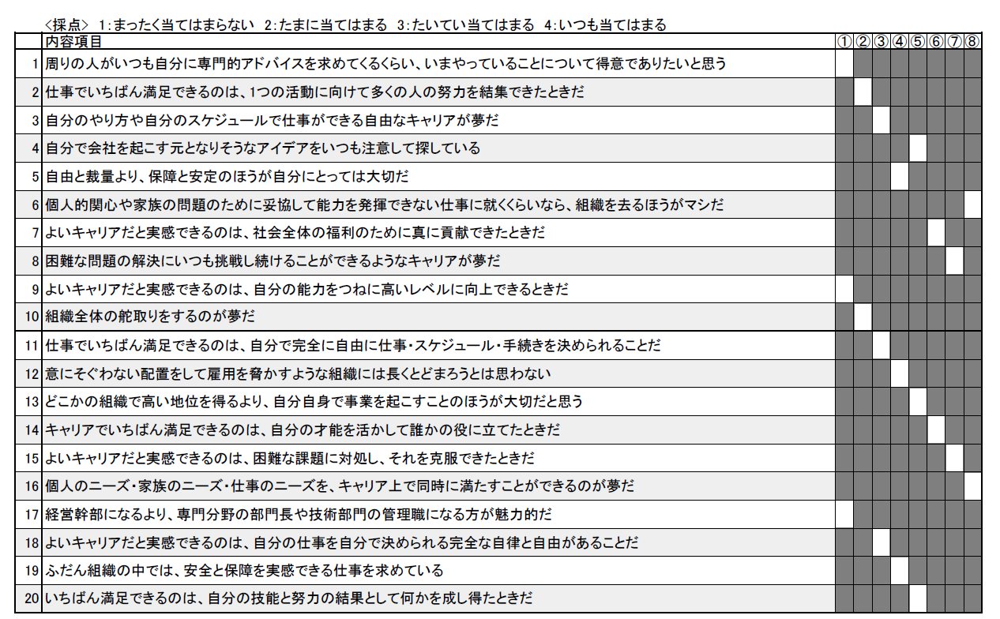 <採点> 1:まったく当てはまらない 2:たまに当てはまる 3:たいてい当てはまる 4:いつも当てはまる
内容項目 ① ② ③ ④ ⑤ ⑥ ⑦ ⑧
1 周りの人がいつも自分に専門的アドバイスを求めてくるくらい、いまやっていることについて得意でありたいと思う
2 仕事でいちばん満足できるのは、1つの活動に向けて多くの人の努力を結集できたときだ
3 自分のやり方や自分のスケジュールで仕事ができる自由なキャリアが夢だ
4 自分で会社を起こす元となりそうなアイデアをいつも注意して探している
5 自由と裁量より、保障と安定のほうが自分にとっては大切だ
6 個人的関心や家族の問題のために妥協して能力を発揮できない仕事に就くくらいなら、組織を去るほうがマシだ
7 よいキャリアだと実感できるのは、社会全体の福利のために真に貢献できたときだ
8 困難な問題の解決にいつも挑戦し続けることができるようなキャリアが夢だ
9 よいキャリアだと実感できるのは、自分の能力をつねに高いレベルに向上できるときだ
10 組織全体の舵取りをするのが夢だ
11 仕事でいちばん満足できるのは、自分で完全に自由に仕事・スケジュール・手続きを決められることだ
12 意にそぐわない配置をして雇用を脅かすような組織には長くとどまろうとは思わない
13 どこかの組織で高い地位を得るより、自分自身で事業を起こすことのほうが大切だと思う
14 キャリアでいちばん満足できるのは、自分の才能を活かして誰かの役に立てたときだ
15 よいキャリアだと実感できるのは、困難な課題に対処し、それを克服できたときだ
16 個人のニーズ・家族のニーズ・仕事のニーズを、キャリア上で同時に満たすことができるのが夢だ
17 経営幹部になるより、専門分野の部門長や技術部門の管理職になる方が魅力的だ
18 よいキャリアだと実感できるのは、自分の仕事を自分で決められる完全な自律と自由があることだ
19 ふだん組織の中では、安全と保障を実感できる仕事を求めている
20 いちばん満足できるのは、自分の技能と努力の結果として何かを成し得たときだ